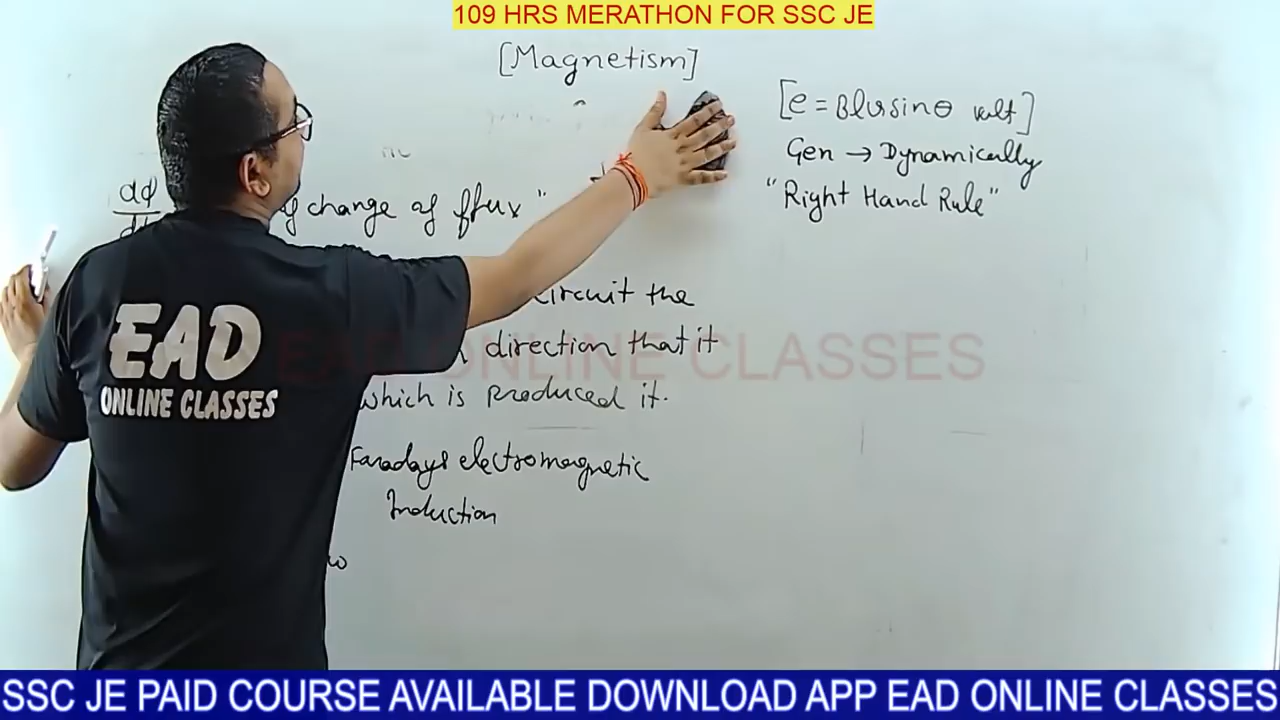 109 HRS MERATHON FOR SSC JE
[Magnetism]
[e = Blvsinθ volt]
Gen → Dynamically
"Right Hand Rule"
dφ
change of flux"
circuit the
direction that it
which is produced it.
Faradays electromagnetic
Induction
EAD
ONLINE CLASSES
EAD ONLINE CLASSES
SSC JE PAID COURSE AVAILABLE DOWNLOAD APP EAD ONLINE CLASSES